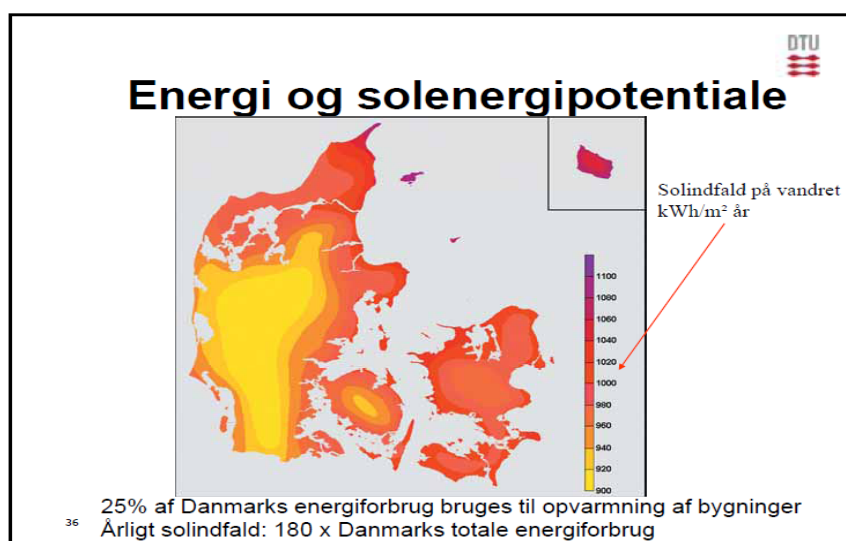 DTU
Energi og solenergipotentiale
Solindfald på vandret
kWh/m² år
1100
1080
1060
1040
1020
1000
980
960
940
920
900
25% af Danmarks energiforbrug bruges til opvarmning af bygninger
36 Årligt solindfald: 180 x Danmarks totale energiforbrug